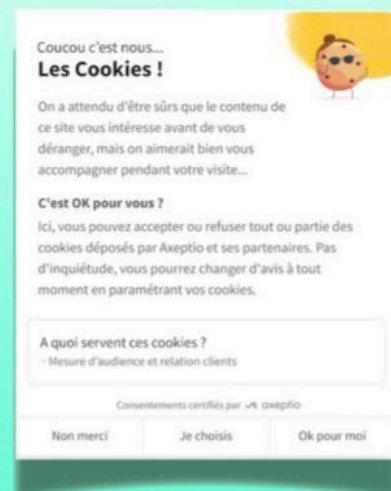 Coucou c'est nous...
Les Cookies !
On a attendu d'être sûrs que le contenu de
ce site vous intéresse avant de vous
déranger, mais on aimerait bien vous
accompagner pendant votre visite...
C'est OK pour vous ?
Ici, vous pouvez accepter ou refuser tout ou partie des
cookies déposés par Axeptio et ses partenaires. Pas
d'inquiétude, vous pourrez changer d'avis à tout
moment en paramétrant vos cookies.
A quoi servent ces cookies ?
- Mesure d'audience et relation clients
Consentements certifiés par axeptio
Non merci Je choisis Ok pour moi